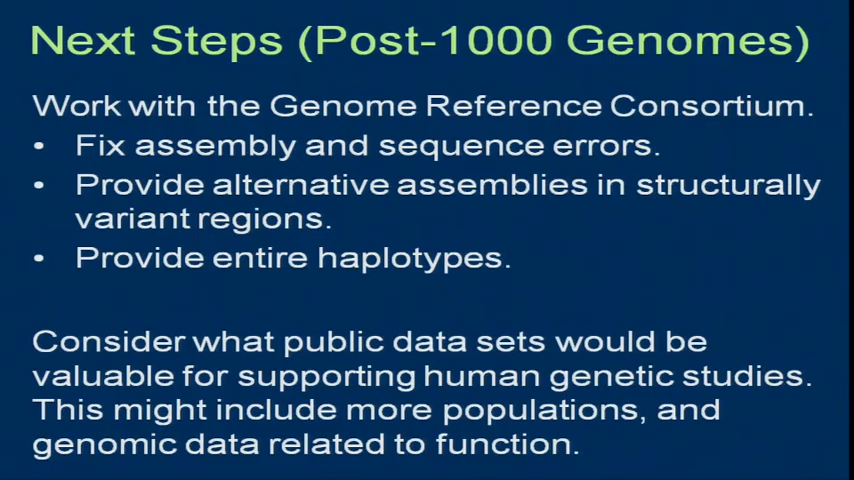 Next Steps (Post-1000 Genomes)
Work with the Genome Reference Consortium.
• Fix assembly and sequence errors.
• Provide alternative assemblies in structurally
variant regions.
• Provide entire haplotypes.
Consider what public data sets would be
valuable for supporting human genetic studies.
This might include more populations, and
genomic data related to function.